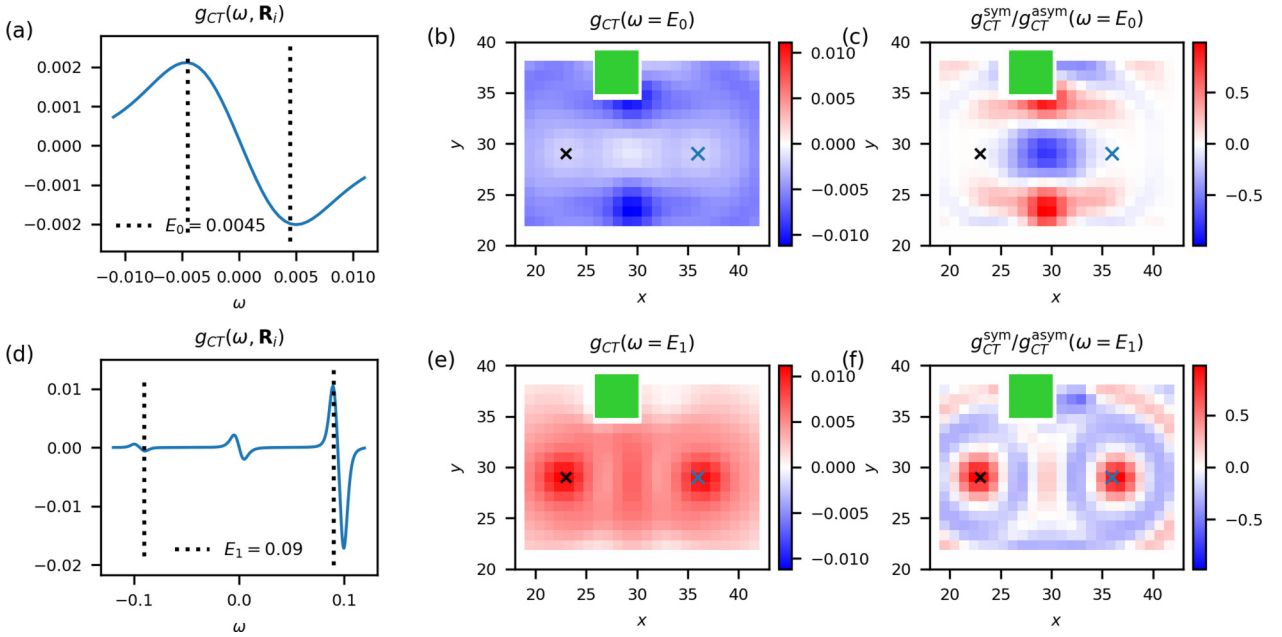 (a)
g_CT(ω, R_i)
0.002
0.001
0.000
−0.001
−0.002
E_0 = 0.0045
−0.010 −0.005 0.000 0.005 0.010
ω
(b)
g_CT(ω = E_0)
40
35
30
25
20
y
20 25 30 35 40
x
0.010
0.005
0.000
−0.005
−0.010
(c)
g_CT^sym/g_CT^asym(ω = E_0)
40
35
30
25
20
y
20 25 30 35 40
x
0.5
0.0
−0.5
(d)
g_CT(ω, R_i)
0.01
0.00
−0.01
−0.02
E_1 = 0.09
−0.1 0.0 0.1
ω
(e)
g_CT(ω = E_1)
40
35
30
25
20
y
20 25 30 35 40
x
0.010
0.005
0.000
−0.005
−0.010
(f)
g_CT^sym/g_CT^asym(ω = E_1)
40
35
30
25
20
y
20 25 30 35 40
x
0.5
0.0
−0.5